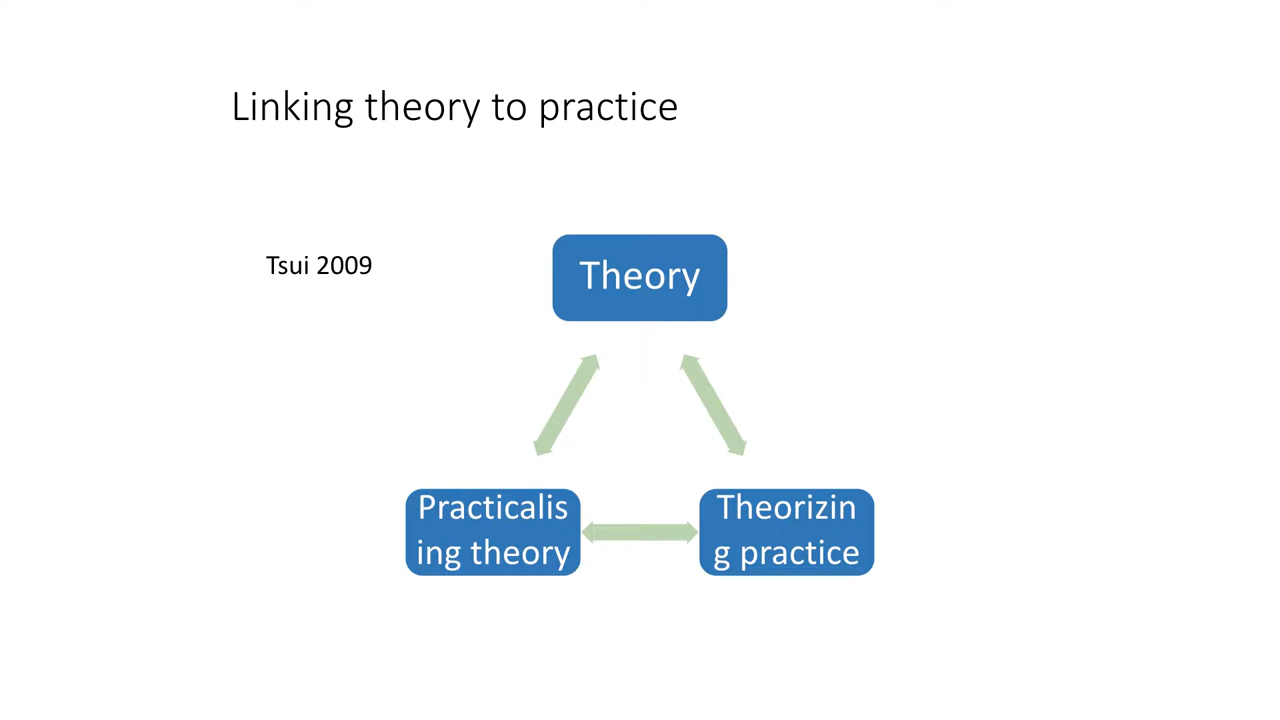 Linking theory to practice
Tsui 2009
Theory
Practicalis
ing theory
Theorizin
g practice